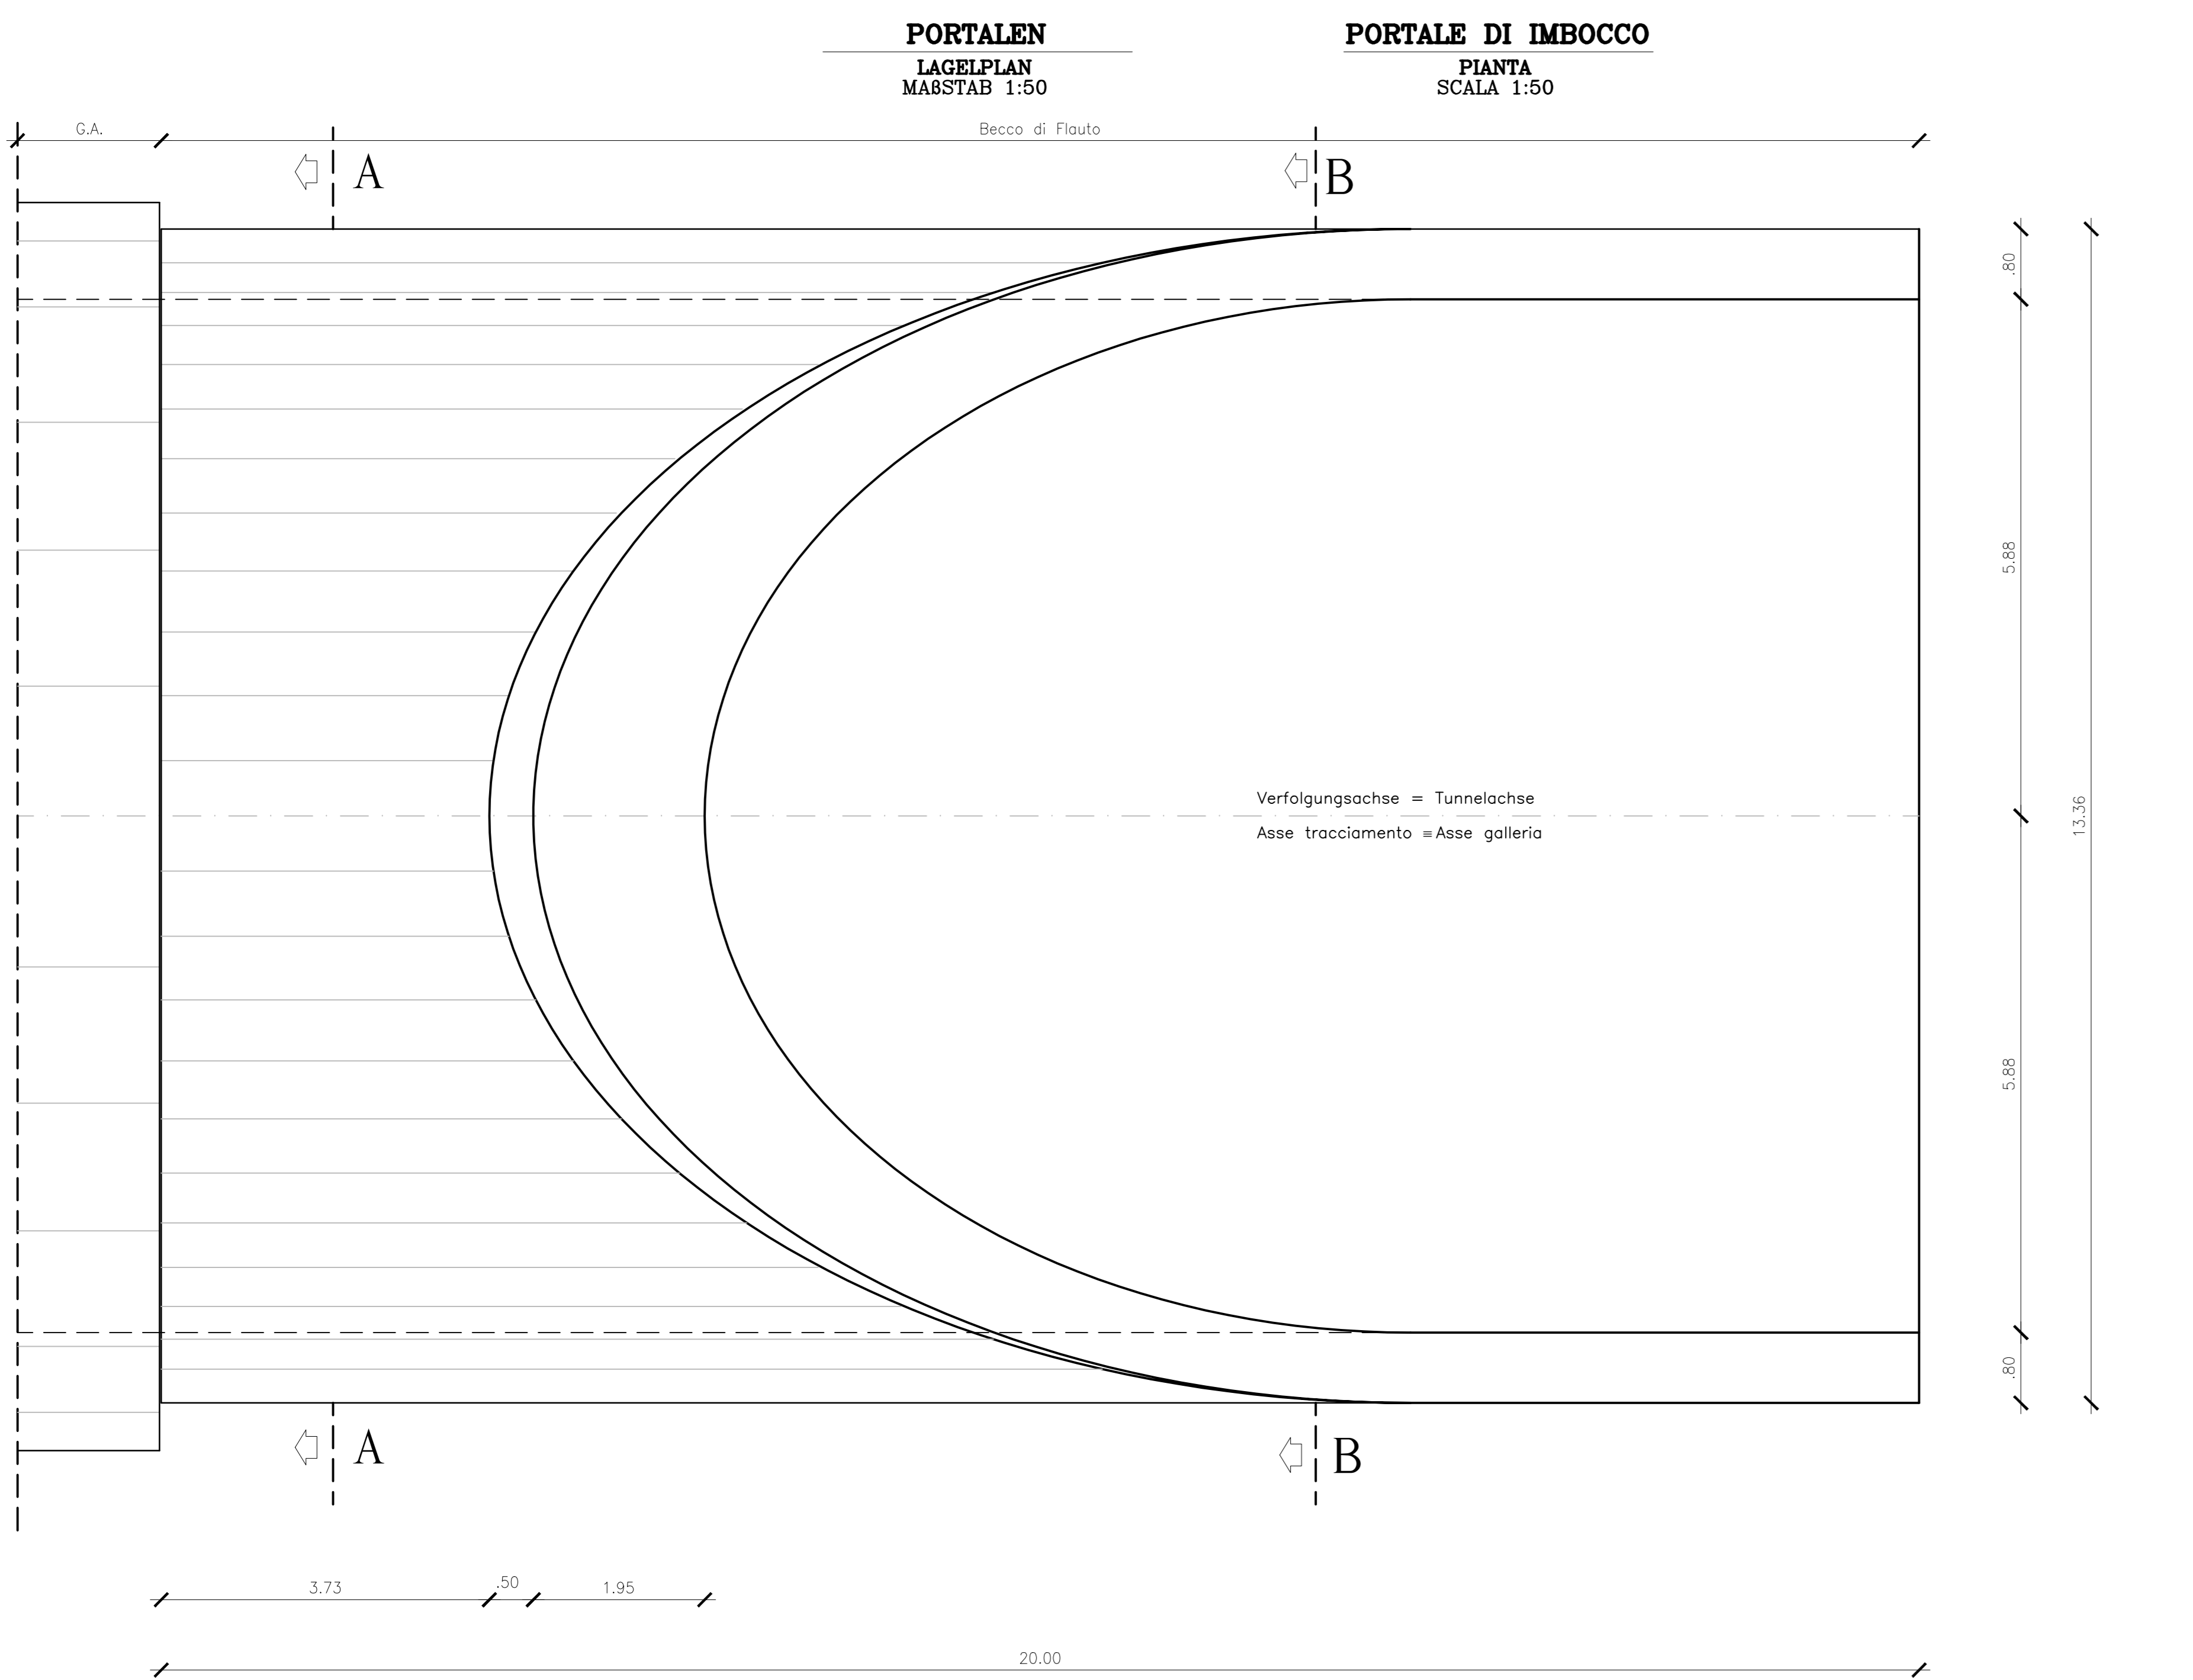 PORTALEN
LAGELPLAN
MAßSTAB 1:50
PORTALE DI IMBOCCO
PIANTA
SCALA 1:50
G.A.
Becco di Flauto
A
B
.80
5.88
13.36
Verfolgungsachse = Tunnelachse
Asse tracciamento ≡Asse galleria
5.88
.80
A
B
3.73
.50
1.95
20.00